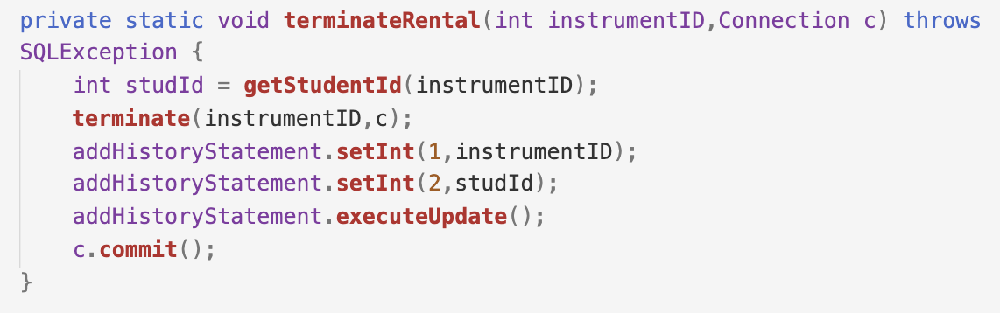 private static void terminateRental(int instrumentID,Connection c) throws
SQLException {
    int studId = getStudentId(instrumentID);
    terminate(instrumentID,c);
    addHistoryStatement.setInt(1,instrumentID);
    addHistoryStatement.setInt(2,studId);
    addHistoryStatement.executeUpdate();
    c.commit();
}